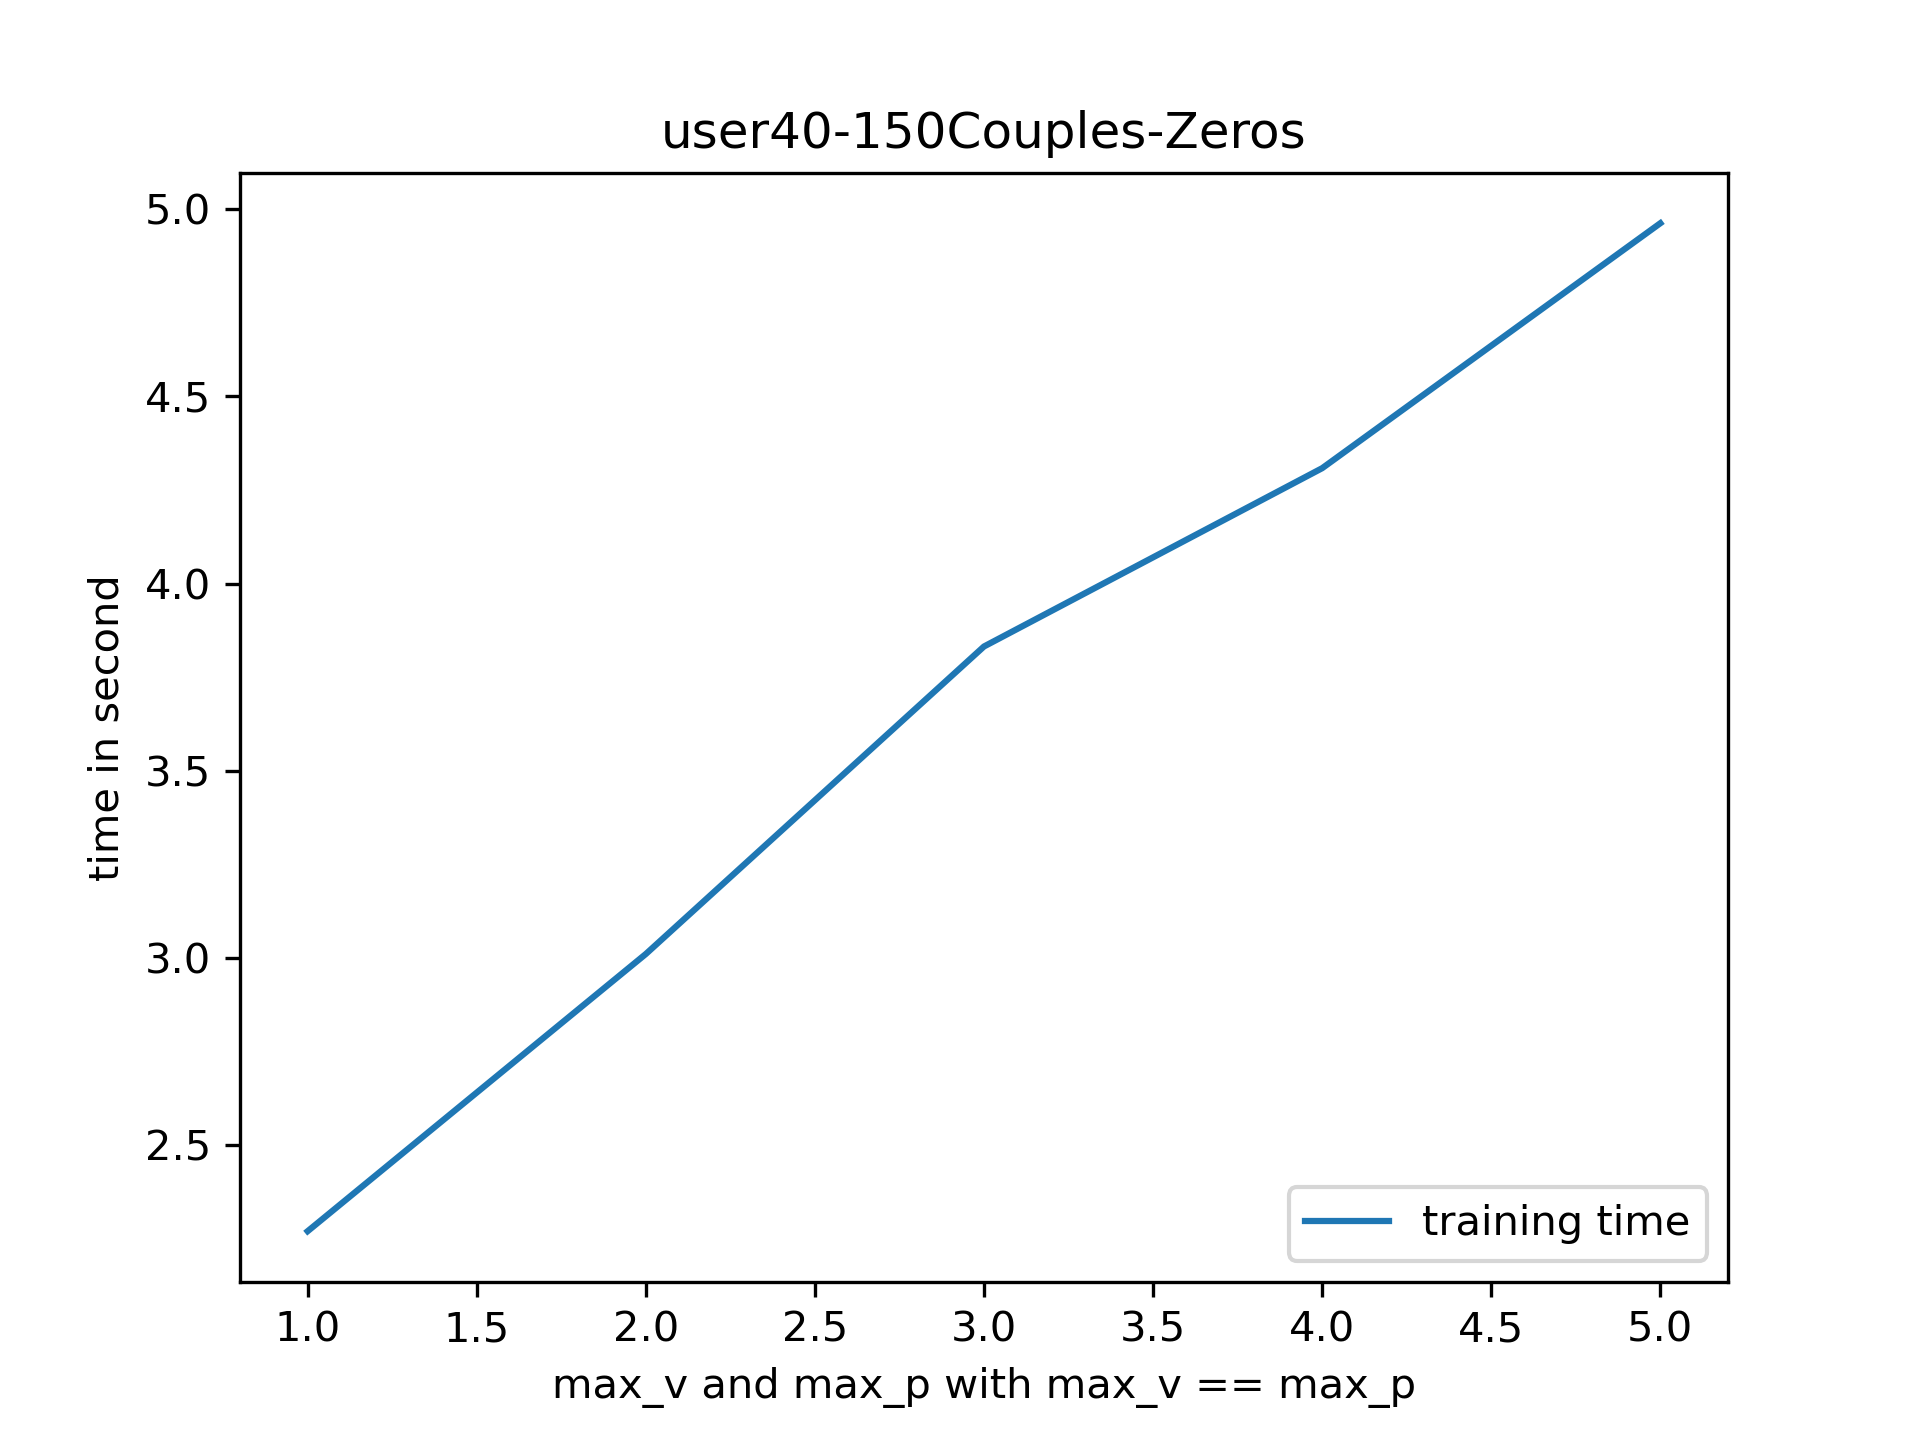 user40-150Couples-Zeros
5.0
4.5
4.0
3.5
3.0
2.5
time in second
training time
1.0 1.5 2.0 2.5 3.0 3.5 4.0 4.5 5.0
max_v and max_p with max_v == max_p